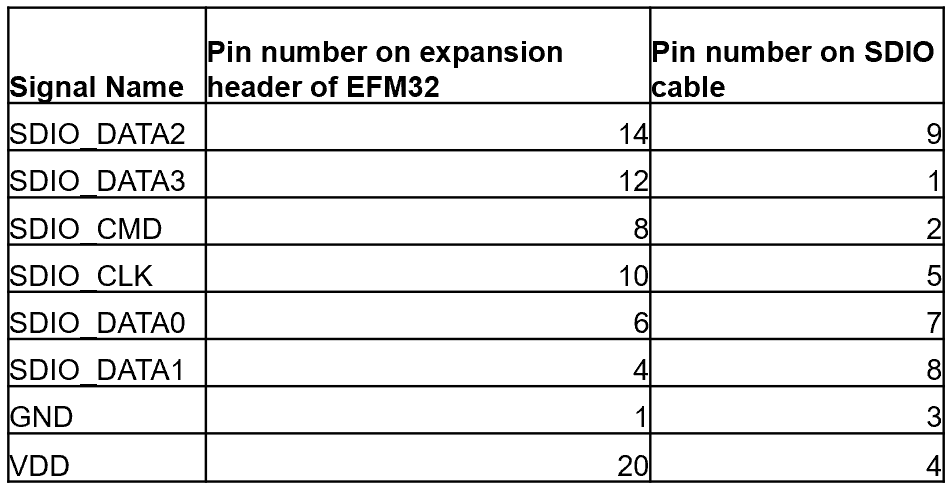 Signal Name Pin number on expansion header of EFM32 Pin number on SDIO cable
SDIO_DATA2 14 9
SDIO_DATA3 12 1
SDIO_CMD 8 2
SDIO_CLK 10 5
SDIO_DATA0 6 7
SDIO_DATA1 4 8
GND 1 3
VDD 20 4